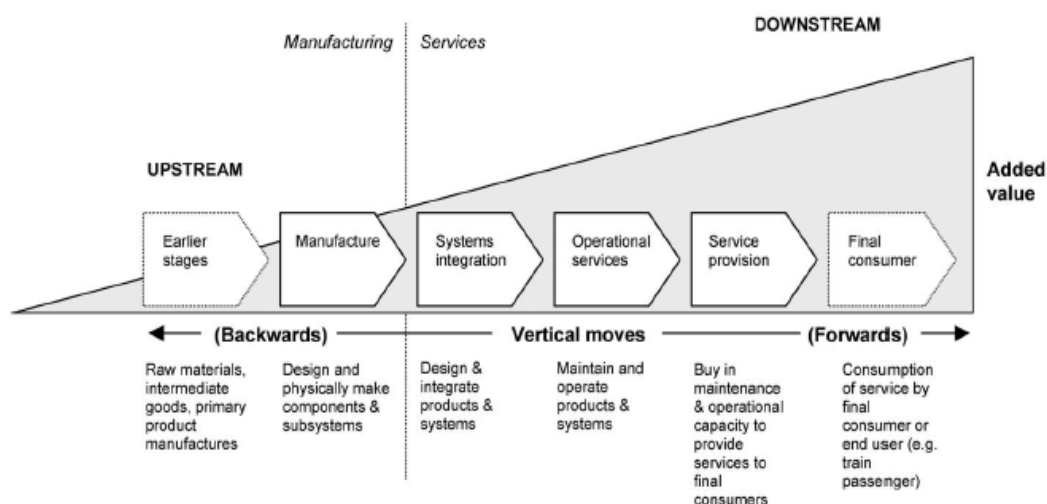 DOWNSTREAM
Manufacturing
Services
UPSTREAM
Added
value
Earlier
stages
Manufacture
Systems
integration
Operational
services
Service
provision
Final
consumer
(Backwards)
Vertical moves
(Forwards)
Raw materials,
intermediate
goods, primary
product
manufactures
Design and
physically make
components &
subsystems
Design &
integrate
products &
systems
Maintain and
operate
products &
systems
Buy in
maintenance
& operational
capacity to
provide
services to
final
consumers
Consumption
of service by
final
consumer or
end user (e.g.
train
passenger)